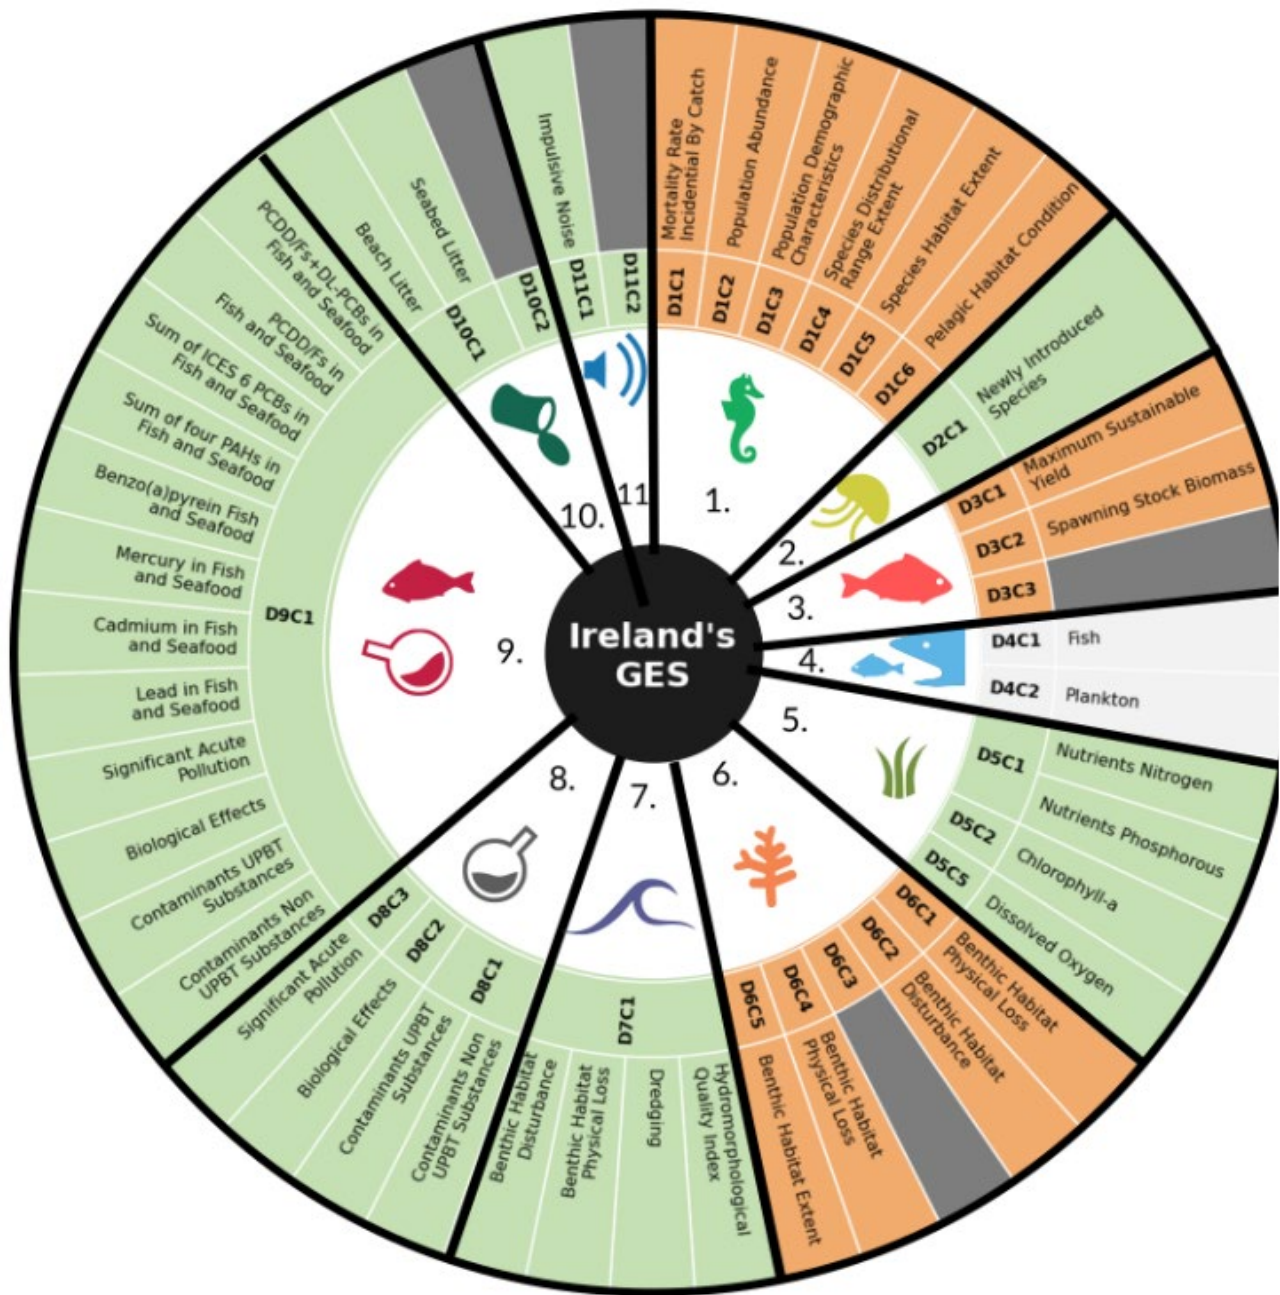 Ireland's
GES
1.
D1C1
Mortality Rate
Incidential By Catch
D1C2
Population Abundance
D1C3
Population Demographic
Characteristics
D1C4
Species Distributional
Range Extent
D1C5
Species Habitat Extent
D1C6
Pelagic Habitat Condition
2.
D2C1
Newly Introduced
Species
3.
D3C1
Maximum Sustainable
Yield
D3C2
Spawning Stock Biomass
D3C3
4.
D4C1
Fish
D4C2
Plankton
5.
D5C1
Nutrients Nitrogen
Nutrients Phosphorous
D5C2
Chlorophyll-a
D5C5
Dissolved Oxygen
6.
D6C1
Benthic Habitat
Physical Loss
D6C2
Benthic Habitat
Disturbance
D6C3
D6C4
Benthic Habitat
Physical Loss
D6C5
Benthic Habitat Extent
7.
D7C1
Hydromorphological
Quality Index
Dredging
Benthic Habitat
Physical Loss
Benthic Habitat
Disturbance
8.
D8C1
Contaminants Non
UPBT Substances
Contaminants UPBT
Substances
D8C2
Biological Effects
D8C3
Significant Acute
Pollution
9.
D9C1
Contaminants Non
UPBT Substances
Contaminants UPBT
Substances
Biological Effects
Significant Acute
Pollution
Lead in Fish
and Seafood
Cadmium in Fish
and Seafood
Mercury in Fish
and Seafood
Benzo(a)pyrein Fish
and Seafood
Sum of four PAHs in
Fish and Seafood
Sum of ICES 6 PCBs in
Fish and Seafood
PCDD/Fs in
Fish and Seafood
PCDD/Fs+DL-PCBs in
Fish and Seafood
10.
D10C1
Beach Litter
Seabed Litter
D10C2
11
D11C1
Impulsive Noise
D11C2